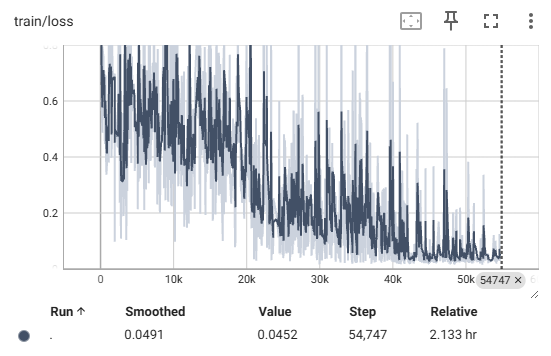 train/loss
0.6
0.4
0.2
0 10k 20k 30k 40k 50k 54747 ×
Run ↑ Smoothed Value Step Relative
. 0.0491 0.0452 54,747 2.133 hr